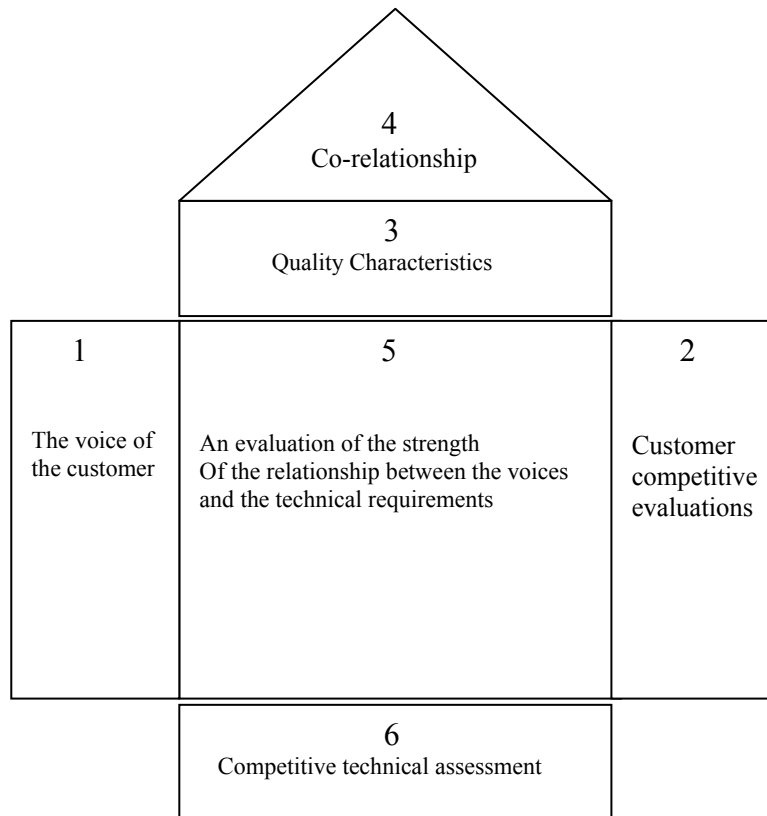 4
Co-relationship
3
Quality Characteristics
1
The voice of
the customer
5
An evaluation of the strength
Of the relationship between the voices
and the technical requirements
2
Customer
competitive
evaluations
6
Competitive technical assessment